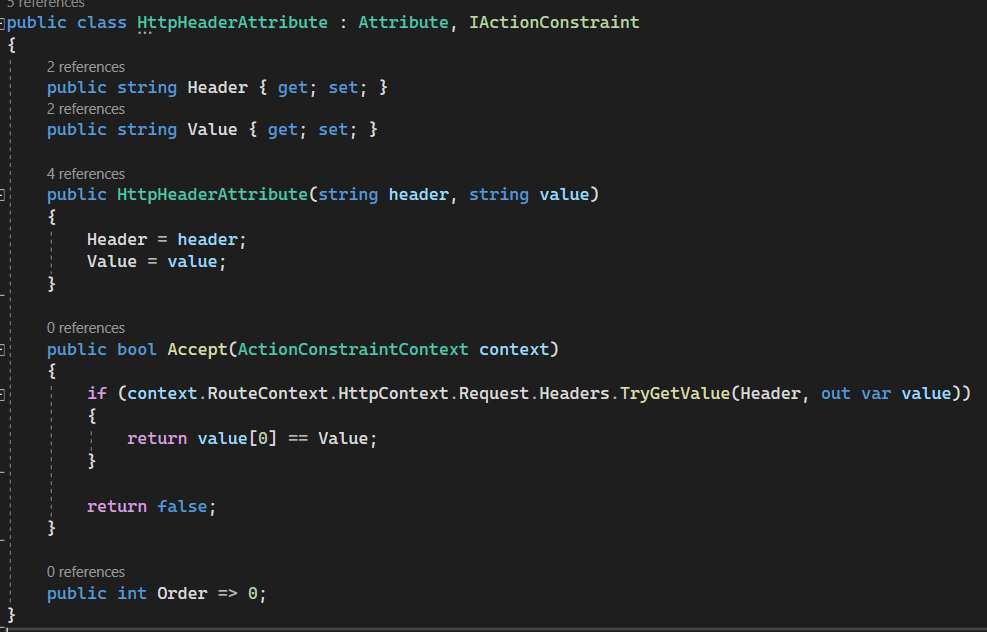 5 references
public class HttpHeaderAttribute : Attribute, IActionConstraint
{
2 references
public string Header { get; set; }
2 references
public string Value { get; set; }
4 references
public HttpHeaderAttribute(string header, string value)
{
Header = header;
Value = value;
}
0 references
public bool Accept(ActionConstraintContext context)
{
if (context.RouteContext.HttpContext.Request.Headers.TryGetValue(Header, out var value))
{
return value[0] == Value;
}
return false;
}
0 references
public int Order => 0;
}